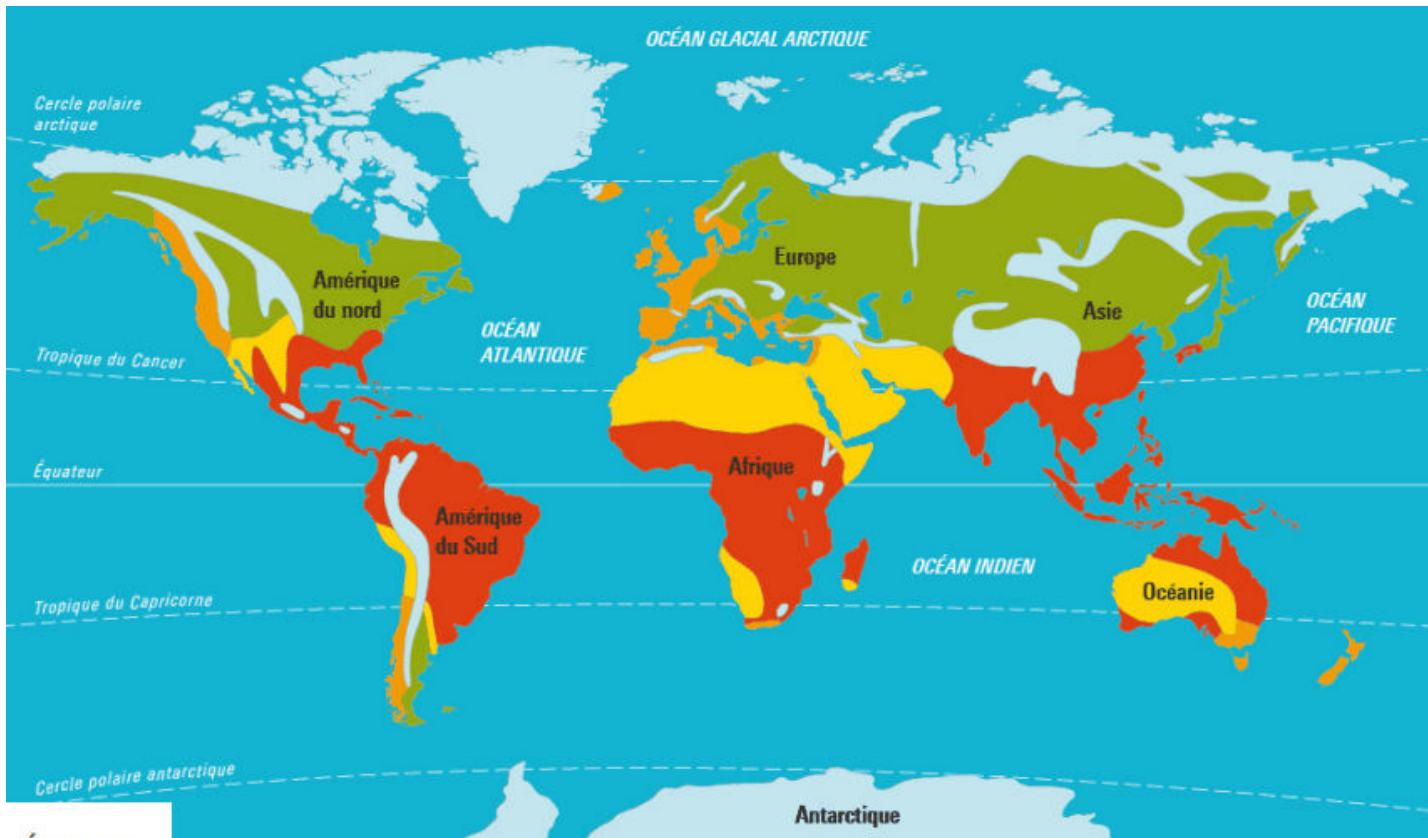 OCÉAN GLACIAL ARCTIQUE
Cercle polaire
arctique
Europe
Amérique
du nord
Asie
OCÉAN
PACIFIQUE
OCÉAN
ATLANTIQUE
Tropique du Cancer
Équateur
Afrique
Amérique
du Sud
OCÉAN INDIEN
Océanie
Tropique du Capricorne
Cercle polaire antarctique
Antarctique